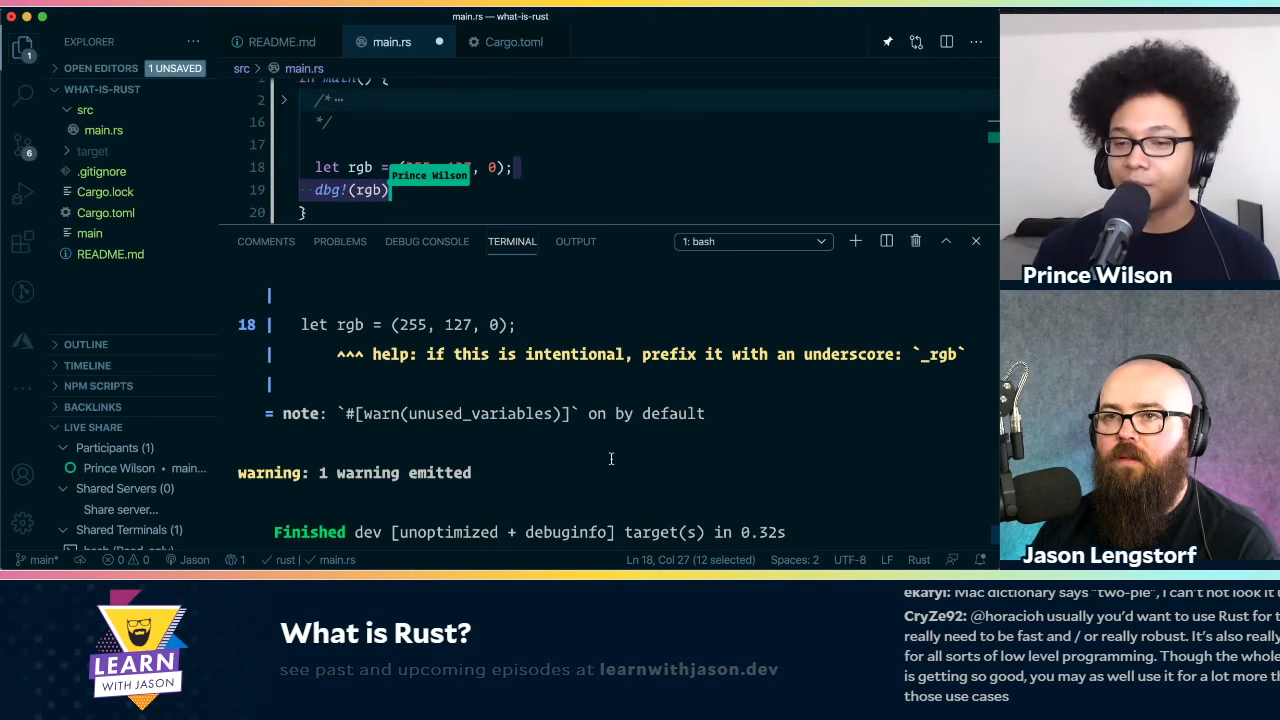 main.rs — what-is-rust
EXPLORER
README.md
main.rs
Cargo.toml
1
OPEN EDITORS
1 UNSAVED
WHAT-IS-RUST
src
main.rs
target
.gitignore
Cargo.lock
Cargo.toml
main
README.md
6
OUTLINE
TIMELINE
NPM SCRIPTS
BACKLINKS
LIVE SHARE
Participants (1)
Prince Wilson • main...
Shared Servers (0)
Share server...
Shared Terminals (1)
src > main.rs
2 /* ⋯
16 */
17
18 let rgb = (255, 127, 0);
Prince Wilson
19 dbg!(rgb)
20 }
COMMENTS PROBLEMS DEBUG CONSOLE TERMINAL OUTPUT 1: bash
|
18 | let rgb = (255, 127, 0);
| ^^^ help: if this is intentional, prefix it with an underscore: `_rgb`
|
= note: `#[warn(unused_variables)]` on by default
warning: 1 warning emitted
Finished dev [unoptimized + debuginfo] target(s) in 0.32s
main* 0 0 Jason 1 rust | main.rs Ln 18, Col 27 (12 selected) Spaces: 2 UTF-8 LF Rust
Prince Wilson
Jason Lengstorf
LEARN
WITH JASON
What is Rust?
see past and upcoming episodes at learnwithjason.dev
ekaryl: Mac dictionary says "two-ple", I can't not look it u
CryZe92: @horacioh usually you'd want to use Rust for t
really need to be fast and / or really robust. It's also really
for all sorts of low level programming. Though the whole
is getting so good, you may as well use it for a lot more th
those use cases